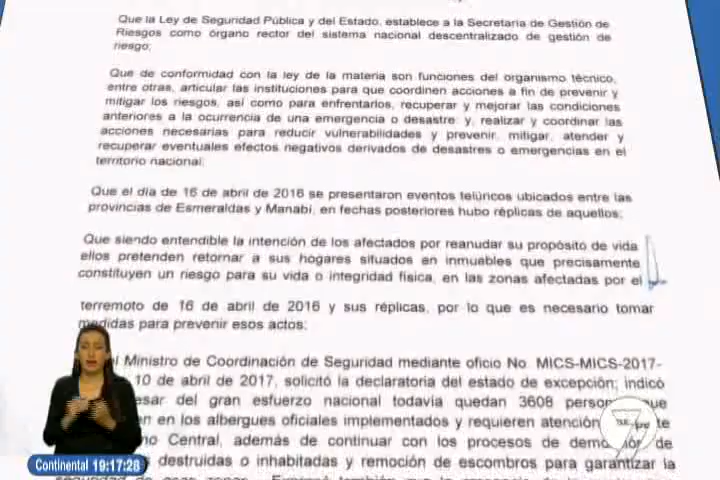 Que la Ley de Seguridad Pública y del Estado, establece a la Secretaria de Gestión de
Riesgos como órgano rector del sistema nacional descentralizado de gestión de
riesgo;
Que de conformidad con la ley de la materia son funciones del organismo técnico,
entre otras, articular las instituciones para que coordinen acciones a fin de prevenir y
mitigar los riesgos, así como para enfrentarlos, recuperar y mejorar las condiciones
anteriores a la ocurrencia de una emergencia o desastre; y, realizar y coordinar las
acciones necesarias para reducir vulnerabilidades y prevenir, mitigar, atender y
recuperar eventuales efectos negativos derivados de desastres o emergencias en el
territorio nacional;
Que el día de 16 de abril de 2016 se presentaron eventos telúricos ubicados entre las
provincias de Esmeraldas y Manabí, en fechas posteriores hubo réplicas de aquellos;
Que siendo entendible la intención de los afectados por reanudar su propósito de vida
ellos pretenden retornar a sus hogares situados en inmuebles que precisamente
constituyen un riesgo para su vida o integridad física, en las zonas afectadas por el
terremoto de 16 de abril de 2016 y sus réplicas, por lo que es necesario tomar
medidas para prevenir esos actos;
Ministro de Coordinación de Seguridad mediante oficio No. MICS-MICS-2017-
10 de abril de 2017, solicitó la declaratoria del estado de excepción; indicó
del gran esfuerzo nacional todavía quedan 3608
en los albergues oficiales implementados y requieren atención
Central, además de continuar con los procesos de de
destruidas o inhabitadas y remoción de escombros para garantizar la
Continental 19:17:28